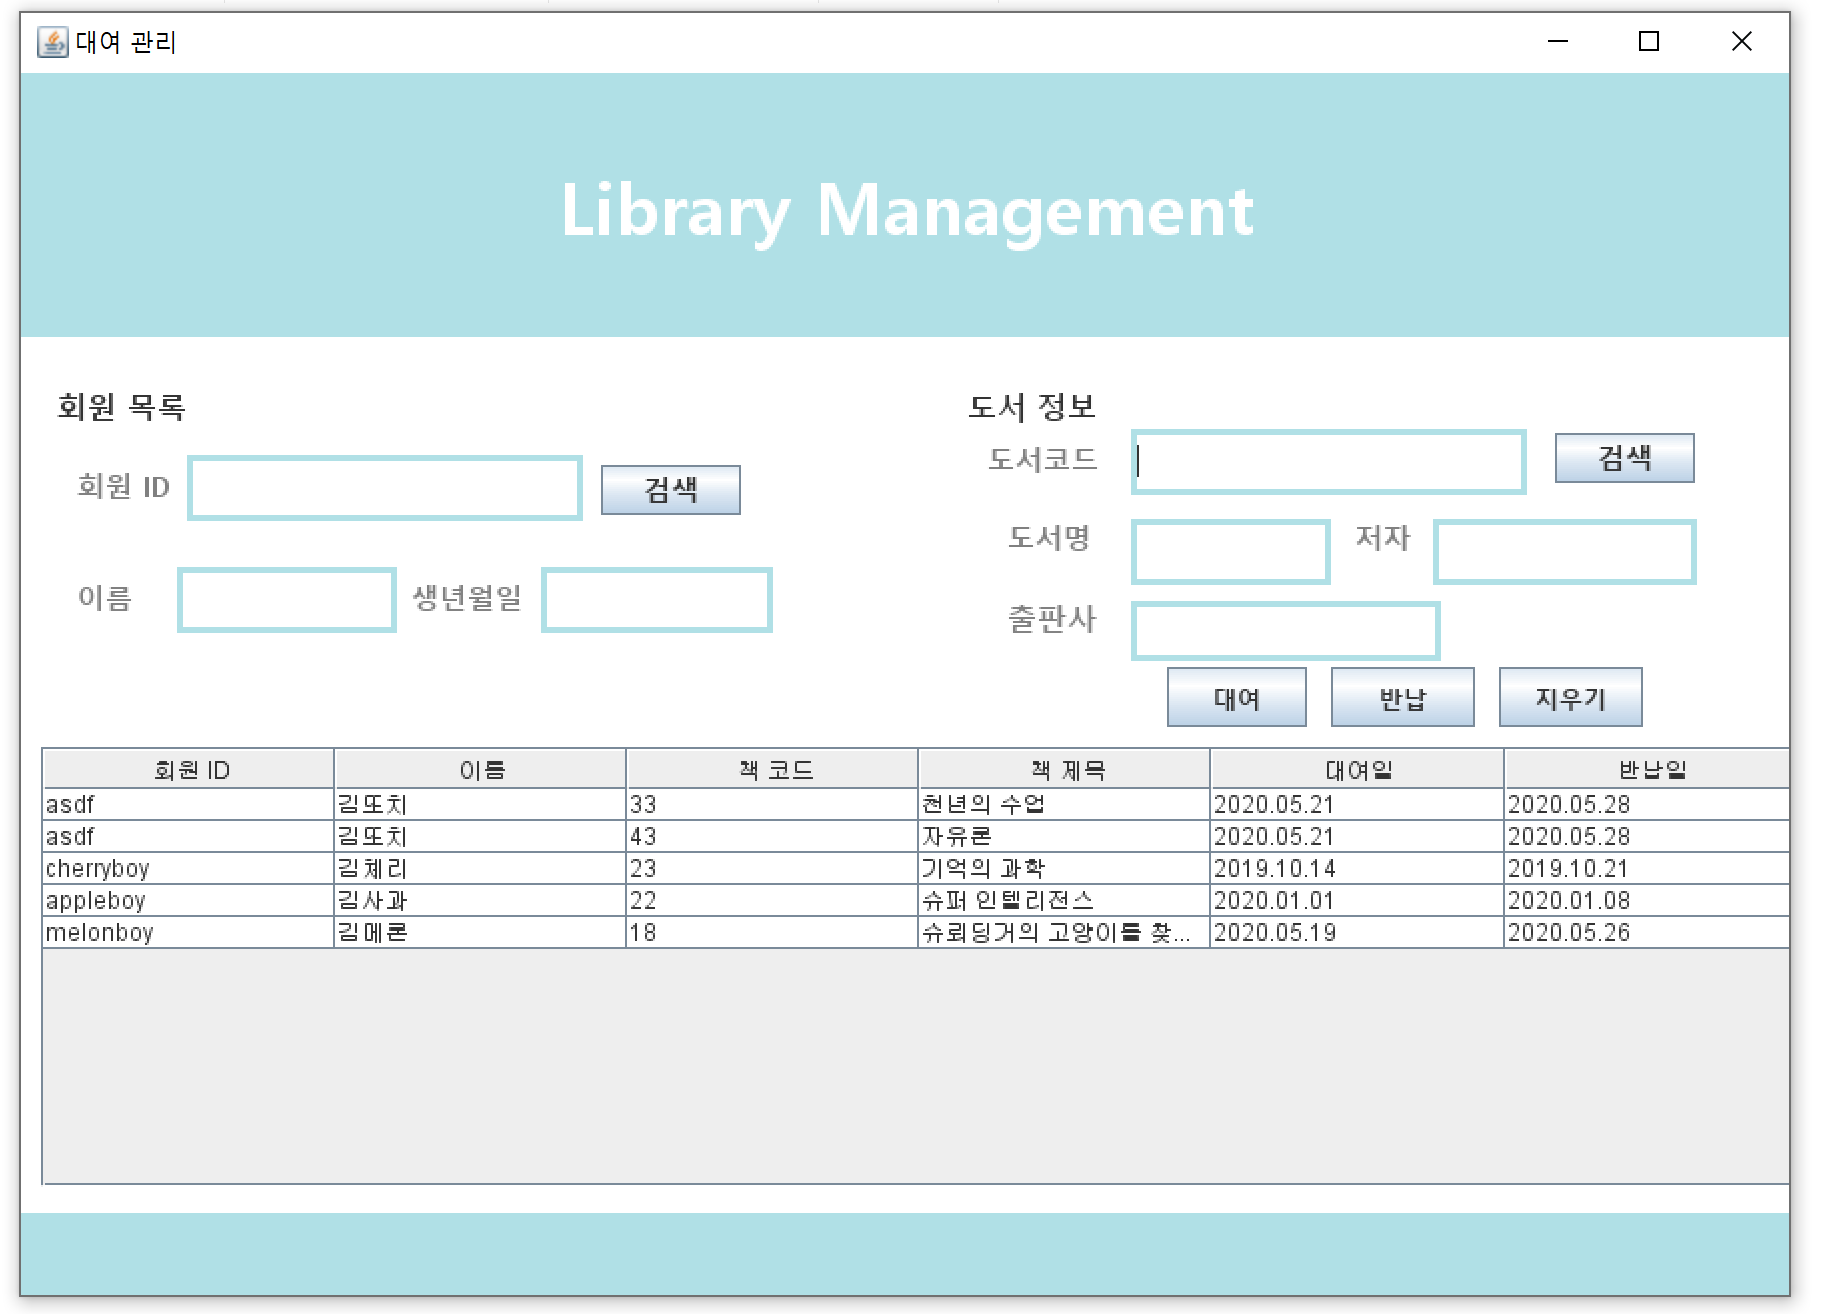 대여 관리
Library Management
회원 목록
회원 ID 검색
이름 생년월일
도서 정보
도서코드 검색
도서명 저자
출판사
대여 반납 지우기
회원 ID 이름 책 코드 책 제목 대여일 반납일
asdf 김또치 33 천년의 수업 2020.05.21 2020.05.28
asdf 김또치 43 자유론 2020.05.21 2020.05.28
cherryboy 김체리 23 기억의 과학 2019.10.14 2019.10.21
appleboy 김사과 22 슈퍼 인텔리전스 2020.01.01 2020.01.08
melonboy 김메론 18 슈뢰딩거의 고양이를 찾... 2020.05.19 2020.05.26